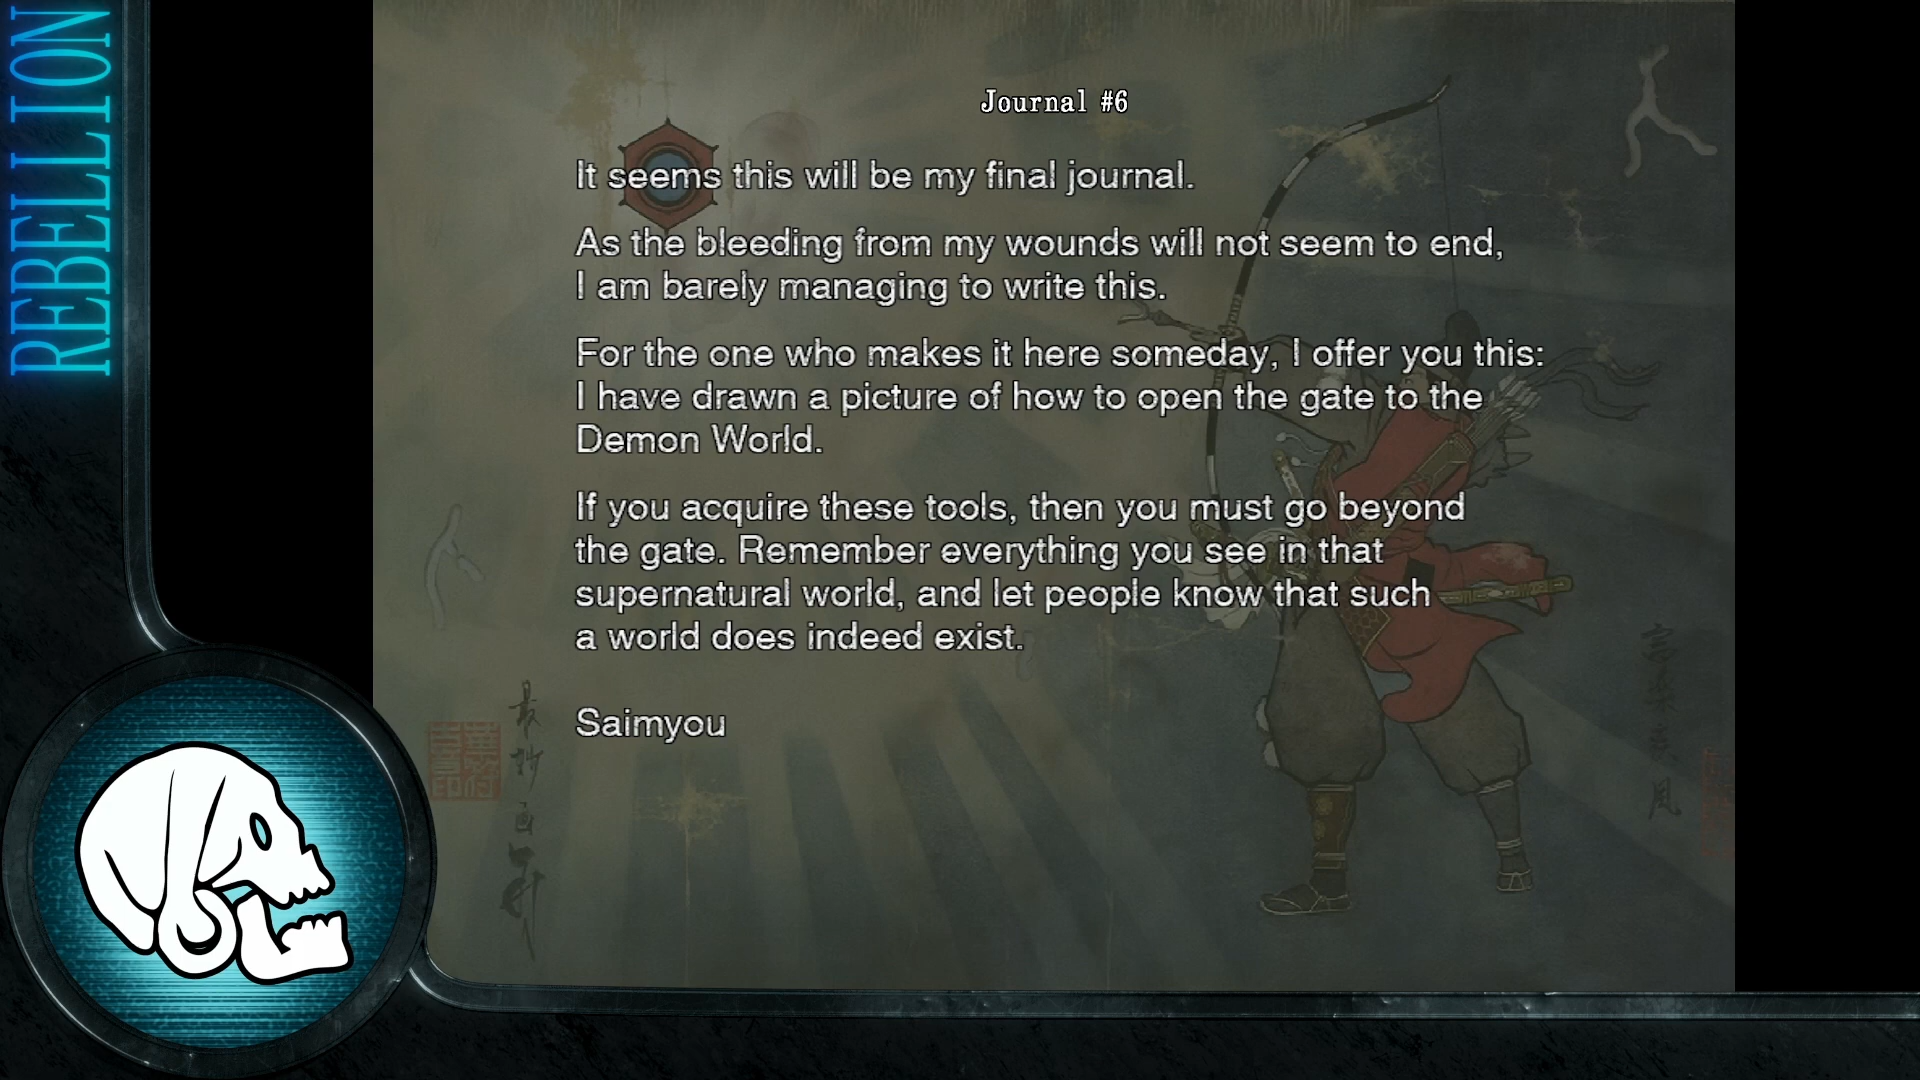 REBELLION
Journal #6
It seems this will be my final journal.
As the bleeding from my wounds will not seem to end,
I am barely managing to write this.
For the one who makes it here someday, I offer you this:
I have drawn a picture of how to open the gate to the
Demon World.
If you acquire these tools, then you must go beyond
the gate. Remember everything you see in that
supernatural world, and let people know that such
a world does indeed exist.
Saimyou